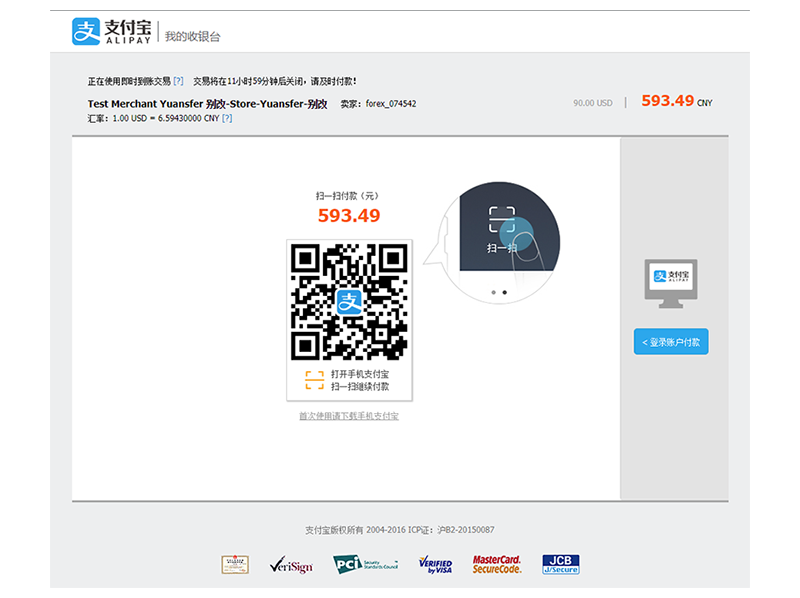 支付宝
ALIPAY
我的收银台
正在使用即时到账交易 [?] 交易将在11小时59分钟后关闭，请及时付款！
Test Merchant Yuansfer 别改-Store-Yuansfer-别改 卖家：forex_074542
90.00 USD | 593.49 CNY
汇率：1.00 USD = 6.59430000 CNY [?]
扫一扫付款（元）
593.49
扫一扫
支付宝
ALIPAY
< 登录账户付款
打开手机支付宝
扫一扫继续付款
首次使用请下载手机支付宝
支付宝版权所有 2004-2016 ICP证：沪B2-20150087
VeriSign
PCI Security Standards Council
VERIFIED by VISA
MasterCard. SecureCode.
JCB J/Secure